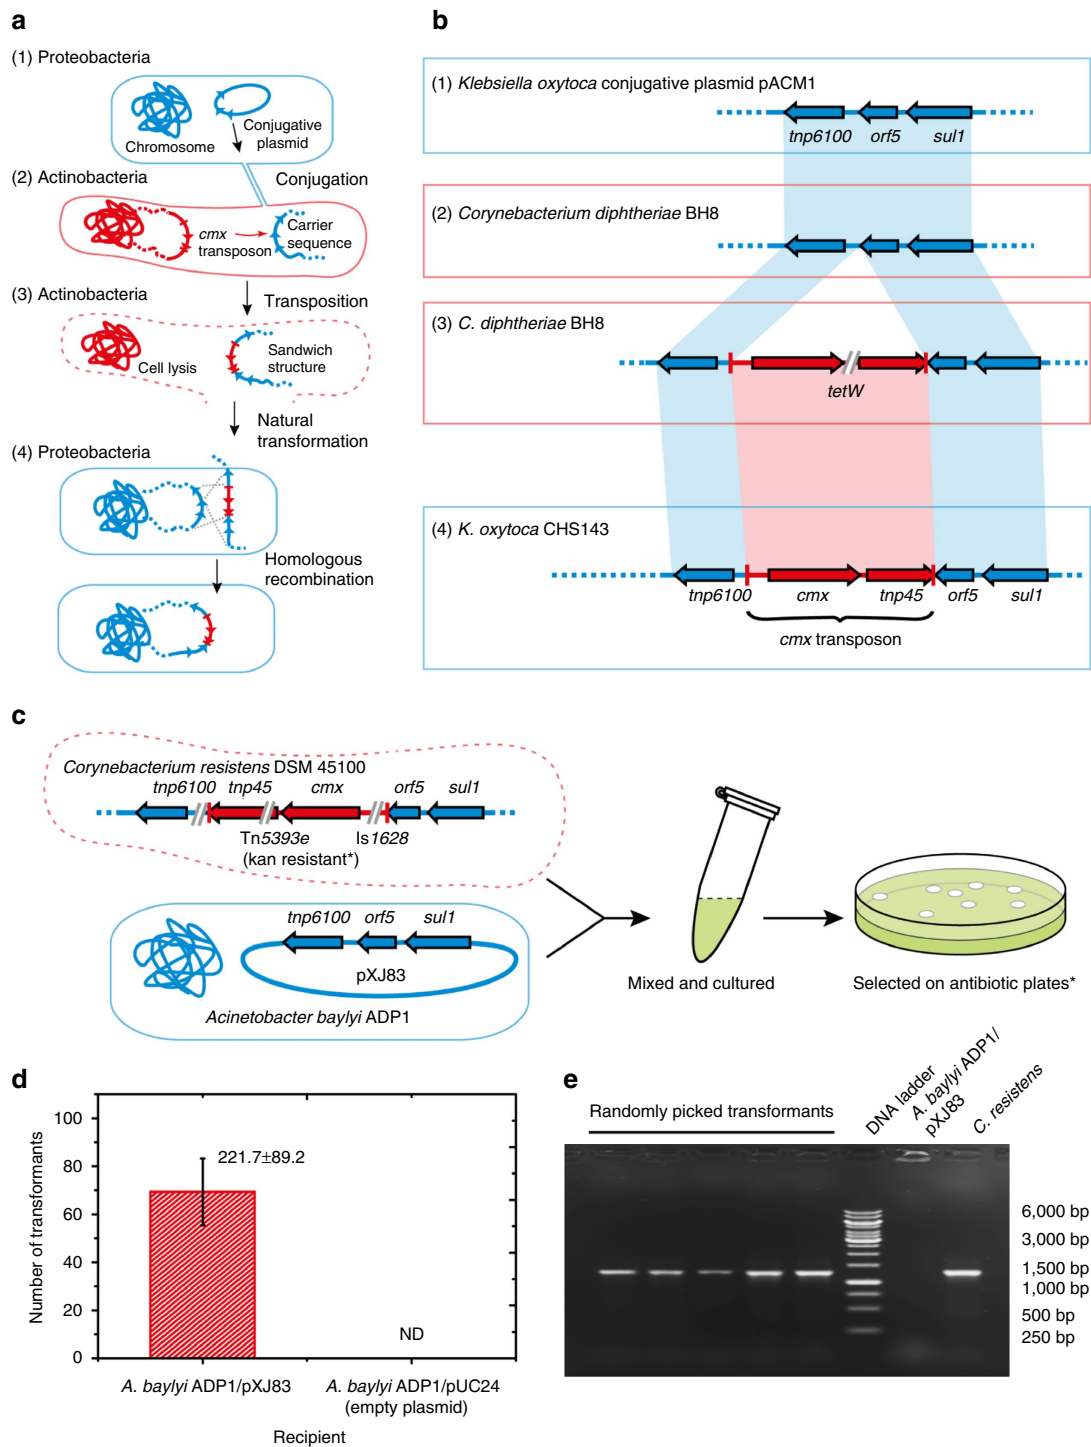 a
(1) Proteobacteria
Chromosome
Conjugative
plasmid
(2) Actinobacteria
Conjugation
cmx
transposon
Carrier
sequence
(3) Actinobacteria
Transposition
Cell lysis
Sandwich
structure
Natural
transformation
(4) Proteobacteria
Homologous
recombination
b
(1) Klebsiella oxytoca conjugative plasmid pACM1
tnp6100 orf5 sul1
(2) Corynebacterium diphtheriae BH8
(3) C. diphtheriae BH8
tetW
(4) K. oxytoca CHS143
tnp6100 cmx tnp45 orf5 sul1
cmx transposon
c
Corynebacterium resistens DSM 45100
tnp6100 tnp45 cmx orf5 sul1
Tn5393e Is1628
(kan resistant*)
tnp6100 orf5 sul1
pXJ83
Acinetobacter baylyi ADP1
Mixed and cultured
Selected on antibiotic plates*
d
Number of transformants
100
80
60
40
20
0
221.7±89.2
ND
A. baylyi ADP1/pXJ83
A. baylyi ADP1/pUC24
(empty plasmid)
Recipient
e
Randomly picked transformants
DNA ladder
A. baylyi ADP1/
pXJ83
C. resistens
6,000 bp
3,000 bp
1,500 bp
1,000 bp
500 bp
250 bp